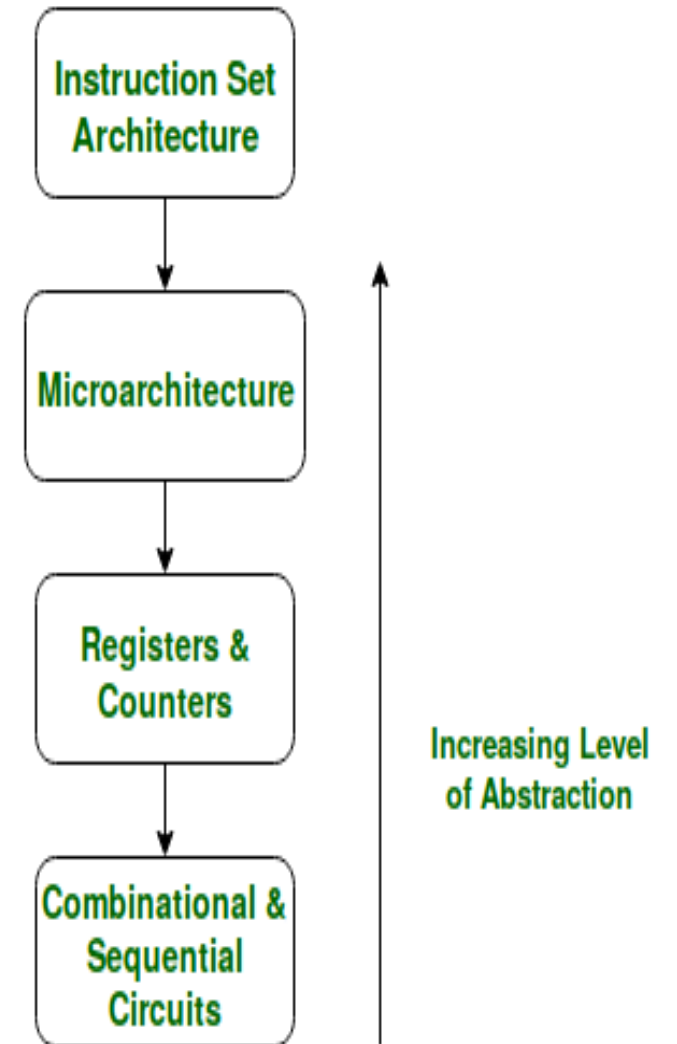 Instruction Set
Architecture
Microarchitecture
Registers &
Counters
Increasing Level
of Abstraction
Combinational &
Sequential
Circuits